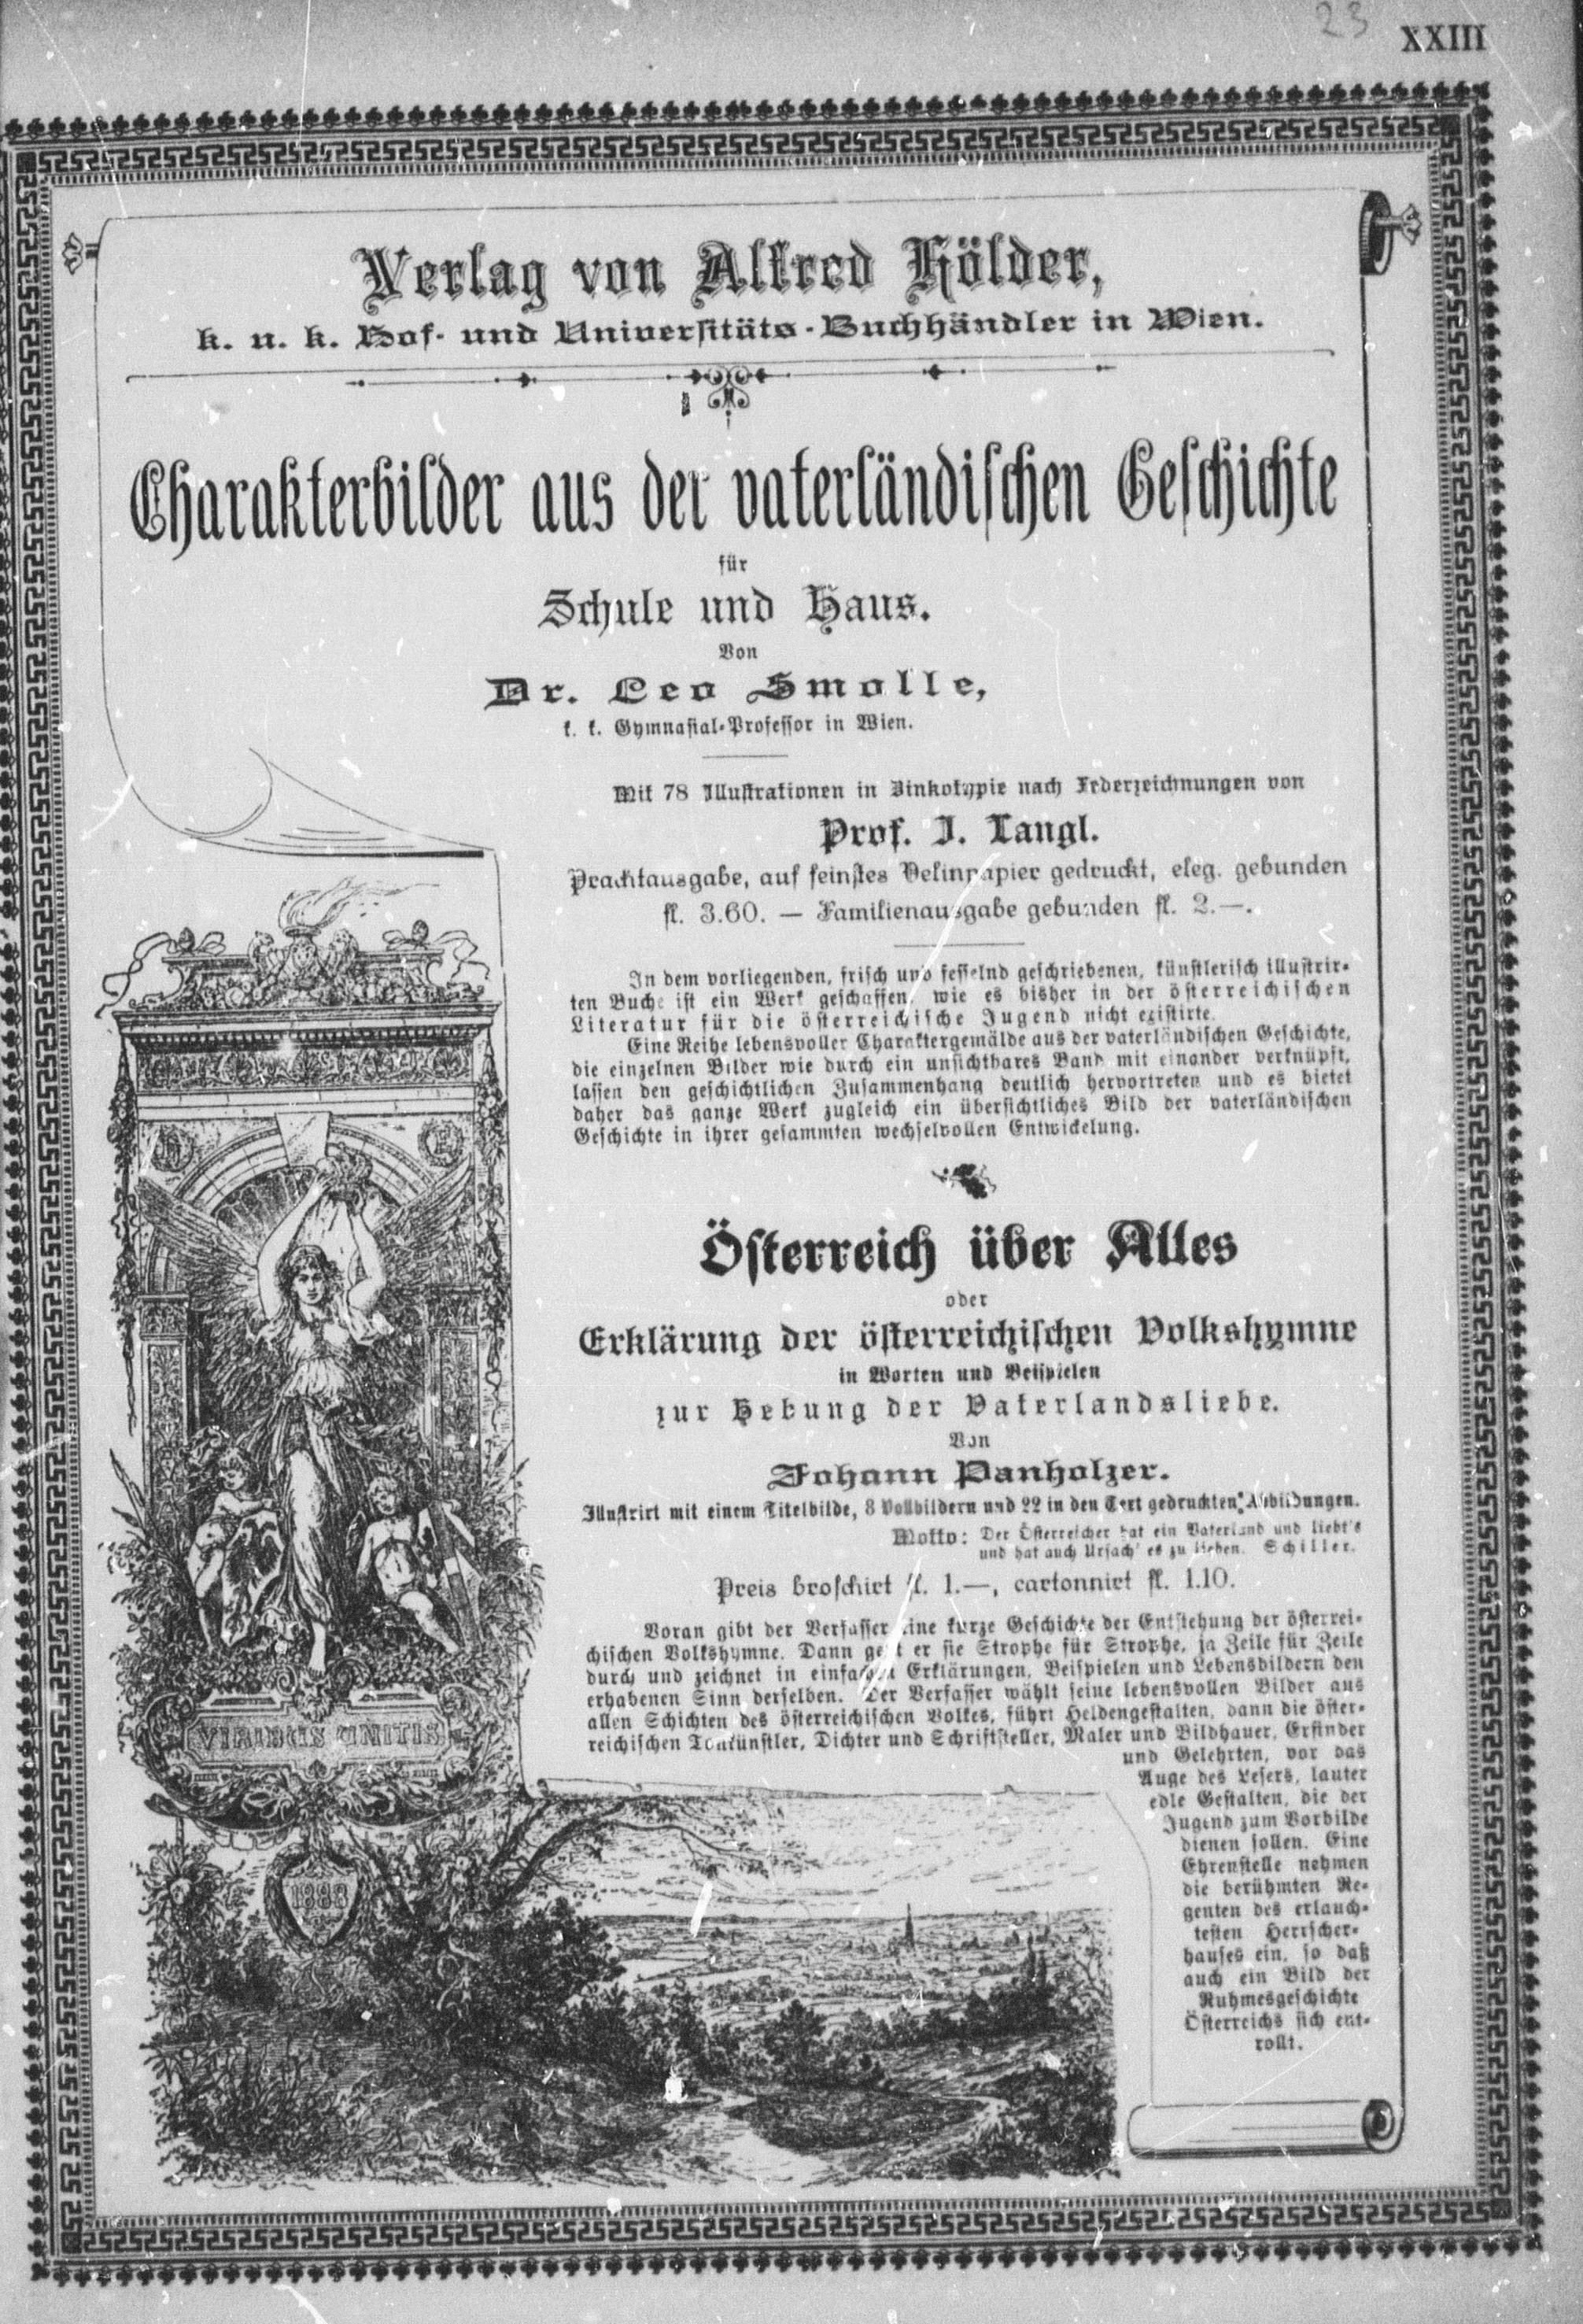 23
XXIII
Verlag von Alfred Hölder,
k. u. k. Hof- und Universitäts-Buchhändler in Wien.
Charakterbilder aus der vaterländischen Geschichte
für
Schule und Haus.
Von
Dr. Leo Smolle,
k. k. Gymnasial-Professor in Wien.
Mit 78 Illustrationen in Zinkotypie nach Federzeichnungen von
Prof. J. Langl.
Prachtausgabe, auf feinstes Velinpapier gedruckt, eleg. gebunden
fl. 3.60. — Familienausgabe gebunden fl. 2.—.
In dem vorliegenden, frisch und fesselnd geschriebenen, künstlerisch illustrir-
ten Buche ist ein Werk geschaffen, wie es bisher in der österreichischen
Literatur für die österreichische Jugend nicht existirte.
Eine Reihe lebensvoller Charaktergemälde aus der vaterländischen Geschichte,
die einzelnen Bilder wie durch ein unsichtbares Band mit einander verknüpft,
lassen den geschichtlichen Zusammenhang deutlich hervortreten und es bietet
daher das ganze Werk zugleich ein übersichtliches Bild der vaterländischen
Geschichte in ihrer gesammten wechselvollen Entwickelung.
Österreich über Alles
oder
Erklärung der österreichischen Volkshymne
in Worten und Beispielen
zur Hebung der Vaterlandsliebe.
Von
Johann Panholzer.
Illustrirt mit einem Titelbilde, 8 Vollbildern und 22 in den Text gedruckten Abbildungen.
Motto: Der Österreicher hat ein Vaterland und liebt's
und hat auch Ursach' es zu lieben. Schiller.
Preis broschirt fl. 1.—, cartonnirt fl. 1.10.
Voran gibt der Verfasser eine kurze Geschichte der Entstehung der österrei-
chischen Volkshymne. Dann geht er sie Strophe für Strophe, ja Zeile für Zeile
durch und zeichnet in einfachen Erklärungen, Beispielen und Lebensbildern den
erhabenen Sinn derselben. Der Verfasser wählt seine lebensvollen Bilder aus
allen Schichten des österreichischen Volkes, führt Heldengestalten, dann die öster-
reichischen Tonkünstler, Dichter und Schriftsteller, Maler und Bildhauer, Erfinder
und Gelehrten, vor das
Auge des Lesers, lauter
edle Gestalten, die der
Jugend zum Vorbilde
dienen sollen. Eine
Ehrenstelle nehmen
die berühmten Re-
genten des erlauch-
testen Herrscher-
hauses ein, so daß
auch ein Bild der
Ruhmesgeschichte
Österreichs sich ent-
rollt.
VIRIBUS UNITIS
1888